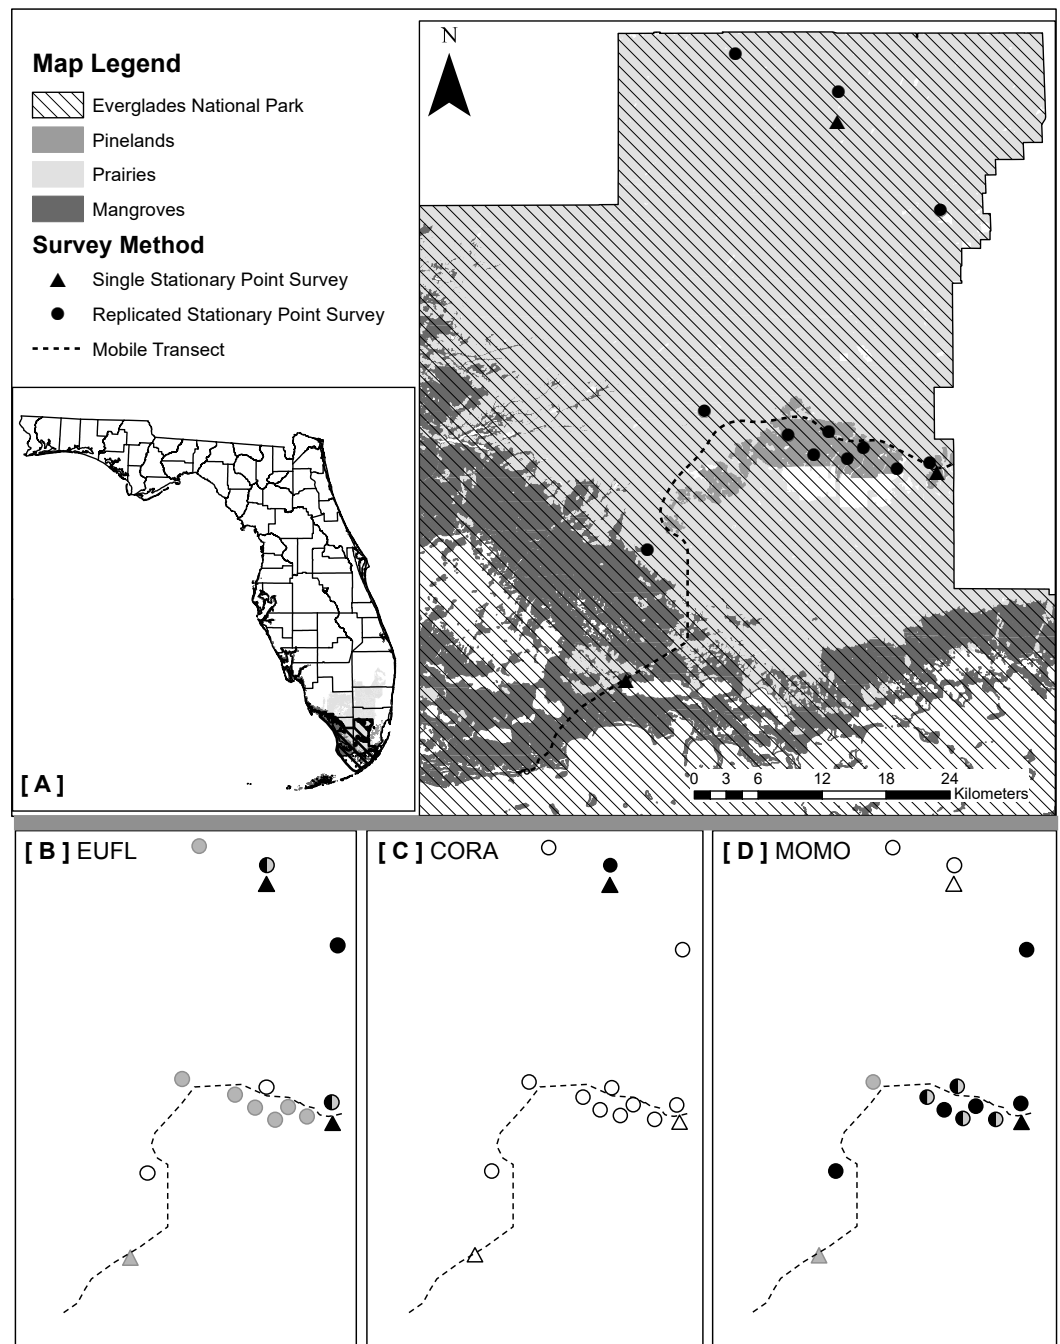 Map Legend
Everglades National Park
Pinelands
Prairies
Mangroves
Survey Method
Single Stationary Point Survey
Replicated Stationary Point Survey
Mobile Transect
N
0 3 6 12 18 24
Kilometers
[ A ]
[ B ] EUFL
[ C ] CORA
[ D ] MOMO